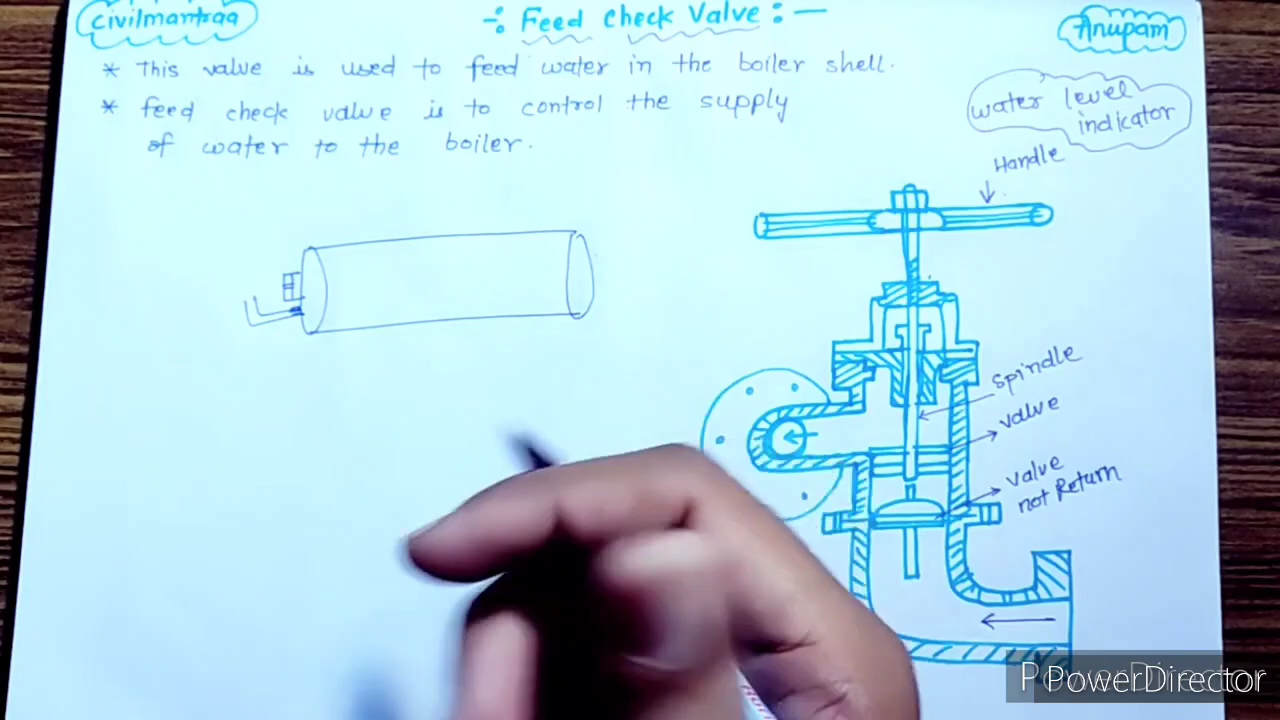 Civilmantraa
-: Feed Check Valve :-
Anupam
* This valve is used to feed water in the boiler shell.
* feed check valve is to control the supply
of water to the boiler.
water level
indicator
Handle
Spindle
valve
valve
not Return
PowerDirector